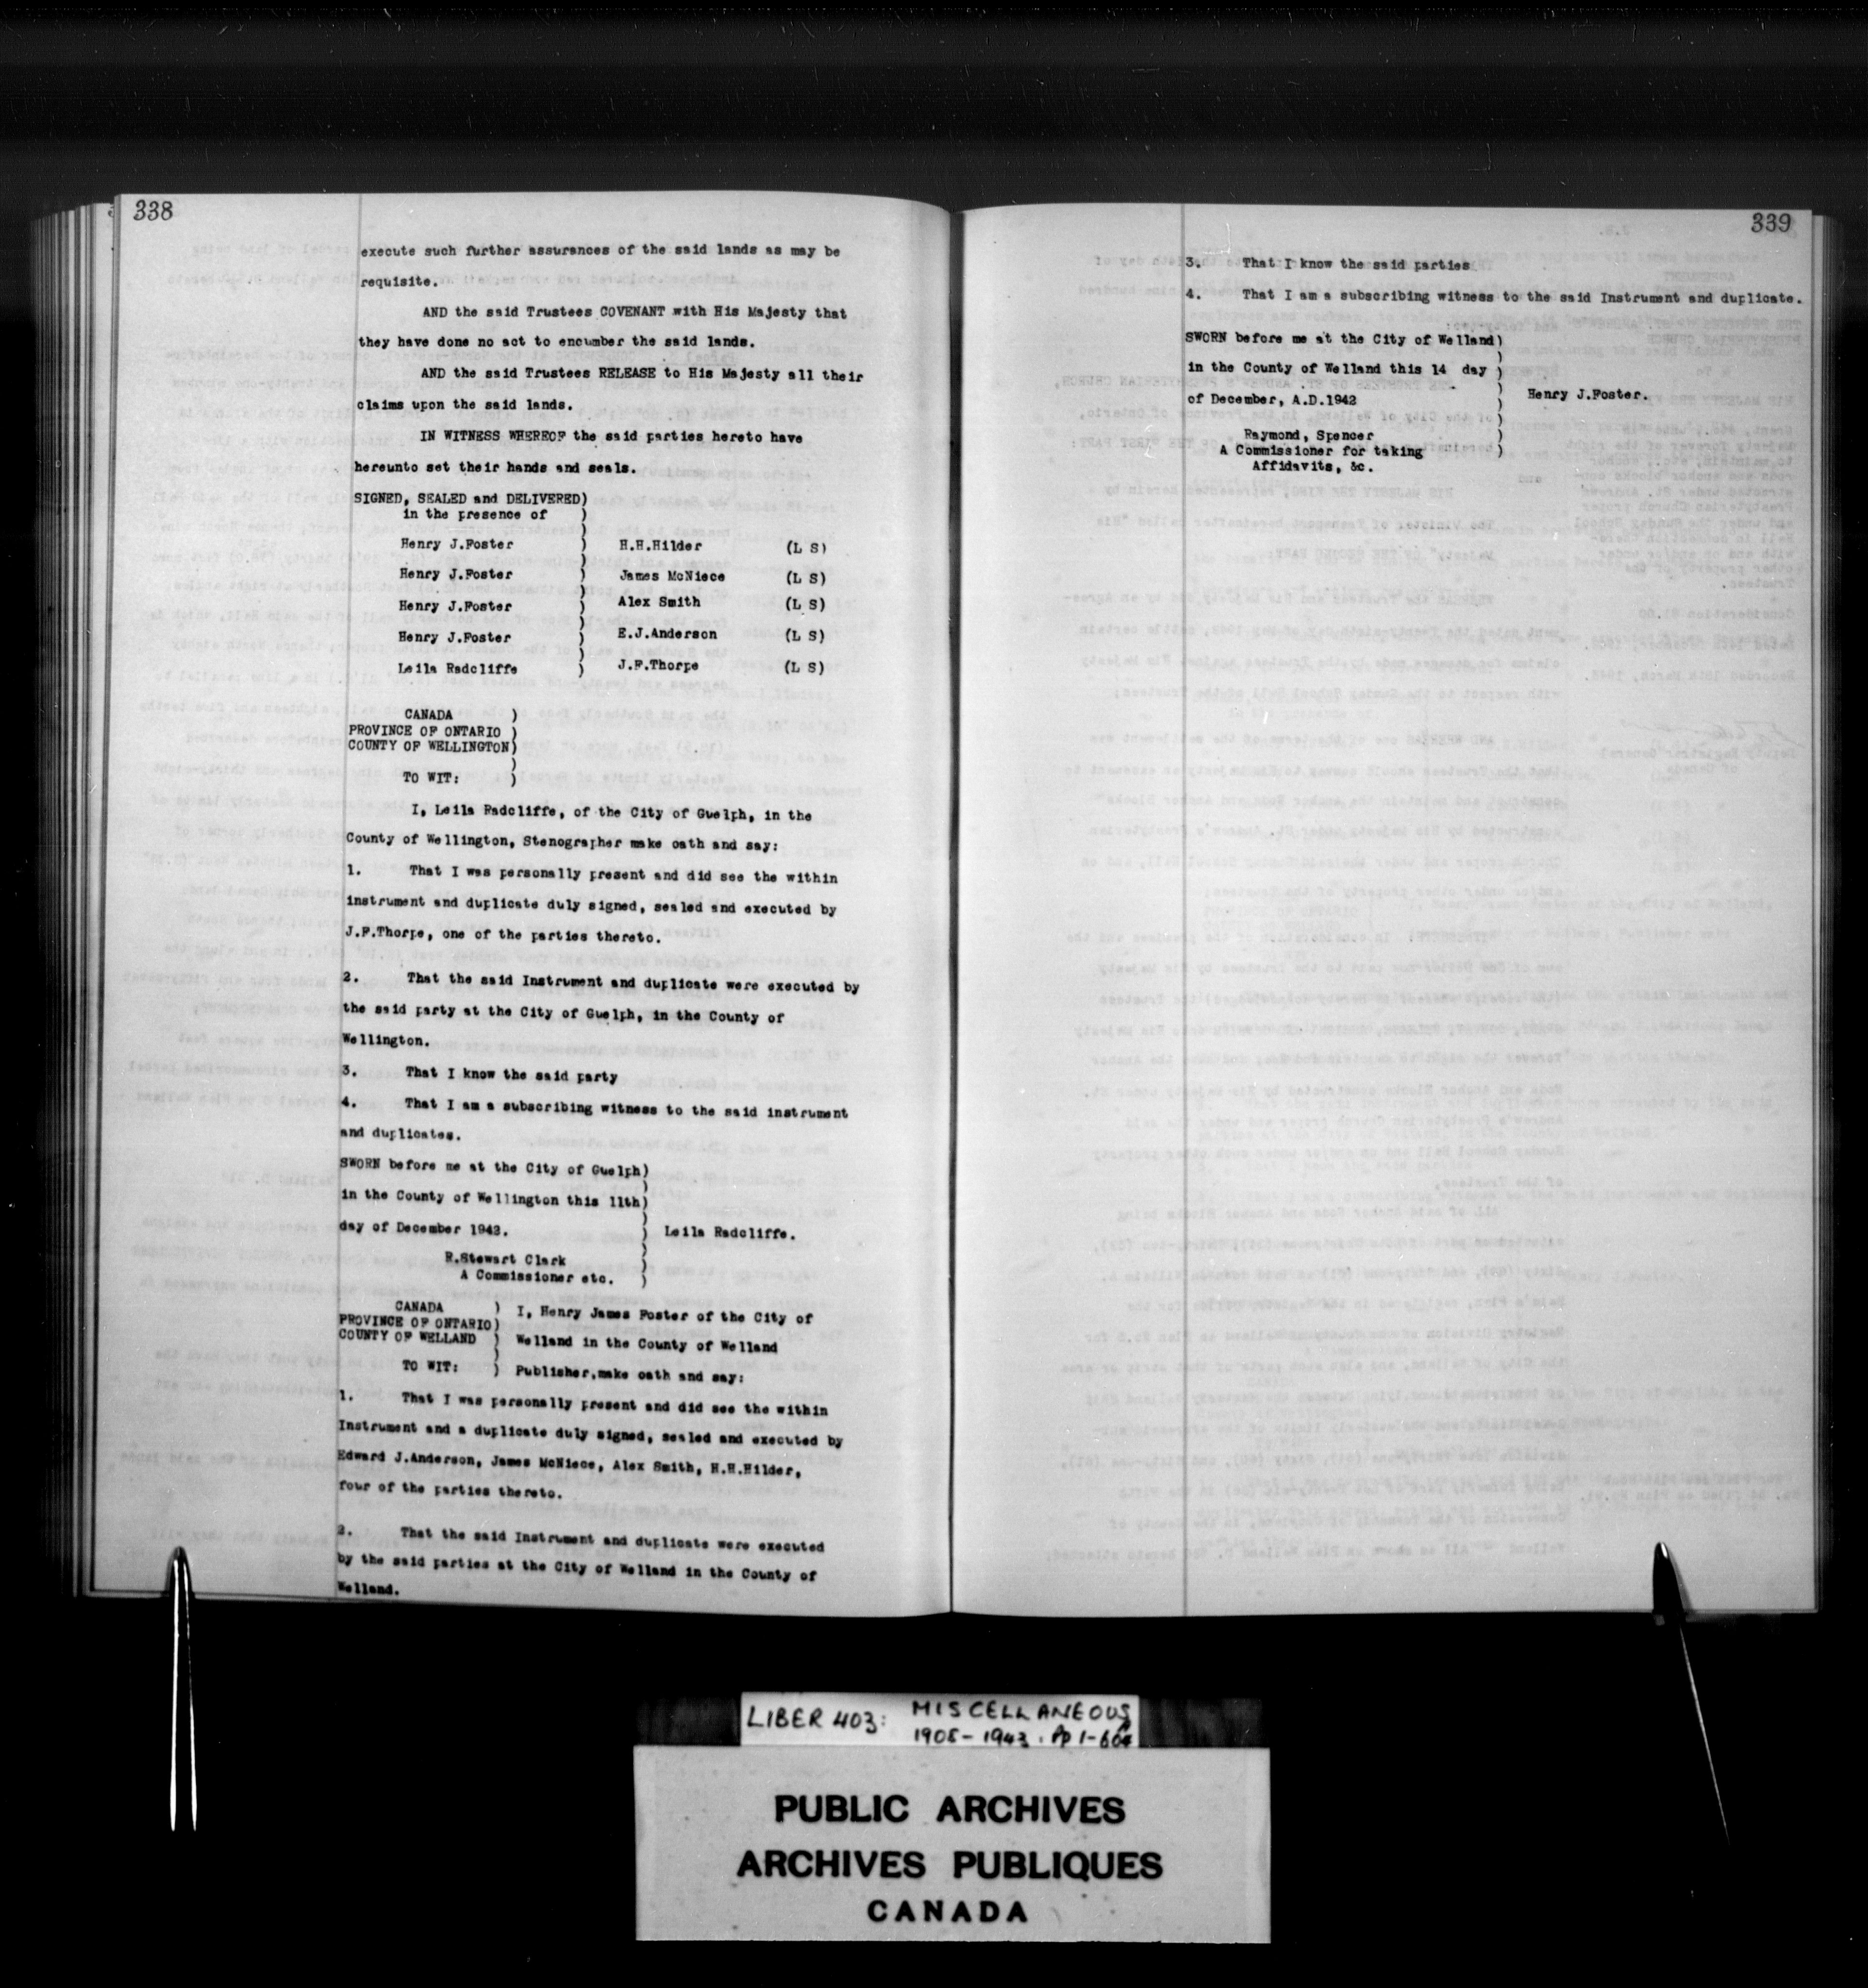 338
execute such further assurances of the said lands as may be
requisite.
AND the said Trustees COVENANT with His Majesty that
they have done no act to encumber the said lands.
AND the said Trustees RELEASE to His Majesty all their
claims upon the said lands.
IN WITNESS WHEREOF the said parties hereto have
hereunto set their hands and seals.
SIGNED, SEALED and DELIVERED)
in the presence of )
Henry J.Foster ) H.H.Hilder (L S)
Henry J.Foster ) James McNiece (L S)
Henry J.Foster ) Alex Smith (L S)
Henry J.Foster ) E.J.Anderson (L S)
Leila Radcliffe ) J.F.Thorpe (L S)
CANADA )
PROVINCE OF ONTARIO )
COUNTY OF WELLINGTON)
)
TO WIT: )
I, Leila Radcliffe, of the City of Guelph, in the
County of Wellington, Stenographer make oath and say:
1. That I was personally present and did see the within
instrument and duplicate duly signed, sealed and executed by
J.F.Thorpe, one of the parties thereto.
2. That the said Instrument and duplicate were executed by
the said party at the City of Guelph, in the County of
Wellington.
3. That I know the said party
4. That I am a subscribing witness to the said instrument
and duplicates.
SWORN before me at the City of Guelph)
in the County of Wellington this 11th)
day of December 1942. ) Leila Radcliffe.
R.Stewart Clark )
A Commissioner etc. )
CANADA ) I, Henry James Foster of the City of
PROVINCE OF ONTARIO)
COUNTY OF WELLAND ) Welland in the County of Welland
TO WIT: ) Publisher,make oath and say:
1. That I was personally present and did see the within
Instrument and a duplicate duly signed, sealed and executed by
Edward J.Anderson, James McNiece, Alex Smith, H.H.Hilder,
four of the parties thereto.
2. That the said Instrument and duplicate were executed
by the said parties at the City of Welland in the County of
Welland.
339
3. That I know the said parties
4. That I am a subscribing witness to the said Instrument and duplicate.
SWORN before me at the City of Welland)
in the County of Welland this 14 day )
of December, A.D.1942 ) Henry J.Foster.
Raymond, Spencer )
A Commissioner for taking )
Affidavits, &c.
LIBER 403: MISCELLANEOUS
1905-1943. Pp 1-664
PUBLIC ARCHIVES
ARCHIVES PUBLIQUES
CANADA